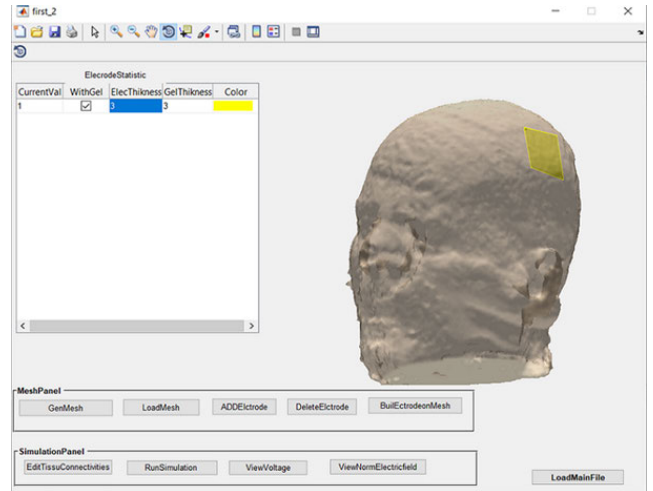 first_2
ElecrodeStatistic
CurrentVal WithGel ElecThikness GelThikness Color
1 3 3
MeshPanel
GenMesh LoadMesh ADDElctrode DeleteElctrode BuilEctrodeonMesh
SimulationPanel
EditTissuConnectivities RunSimulation ViewVoltage ViewNormElectricfield
LoadMainFile